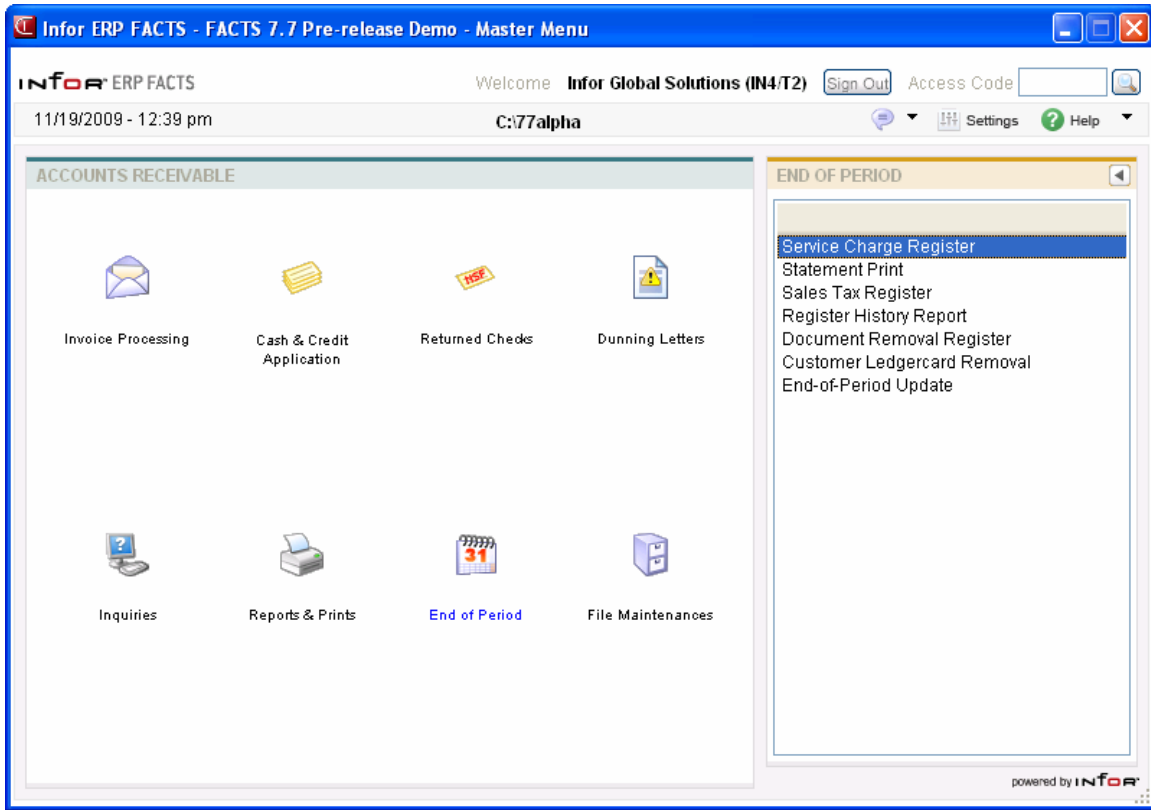 Infor ERP FACTS - FACTS 7.7 Pre-release Demo - Master Menu
infor ERP FACTS
Welcome Infor Global Solutions (IN4/T2) Sign Out Access Code
11/19/2009 - 12:39 pm C:\77alpha Settings ? Help
ACCOUNTS RECEIVABLE
Invoice Processing
Cash & Credit
Application
NSF
Returned Checks
Dunning Letters
?
Inquiries
Reports & Prints
31
End of Period
File Maintenances
END OF PERIOD
Service Charge Register
Statement Print
Sales Tax Register
Register History Report
Document Removal Register
Customer Ledgercard Removal
End-of-Period Update
powered by infor